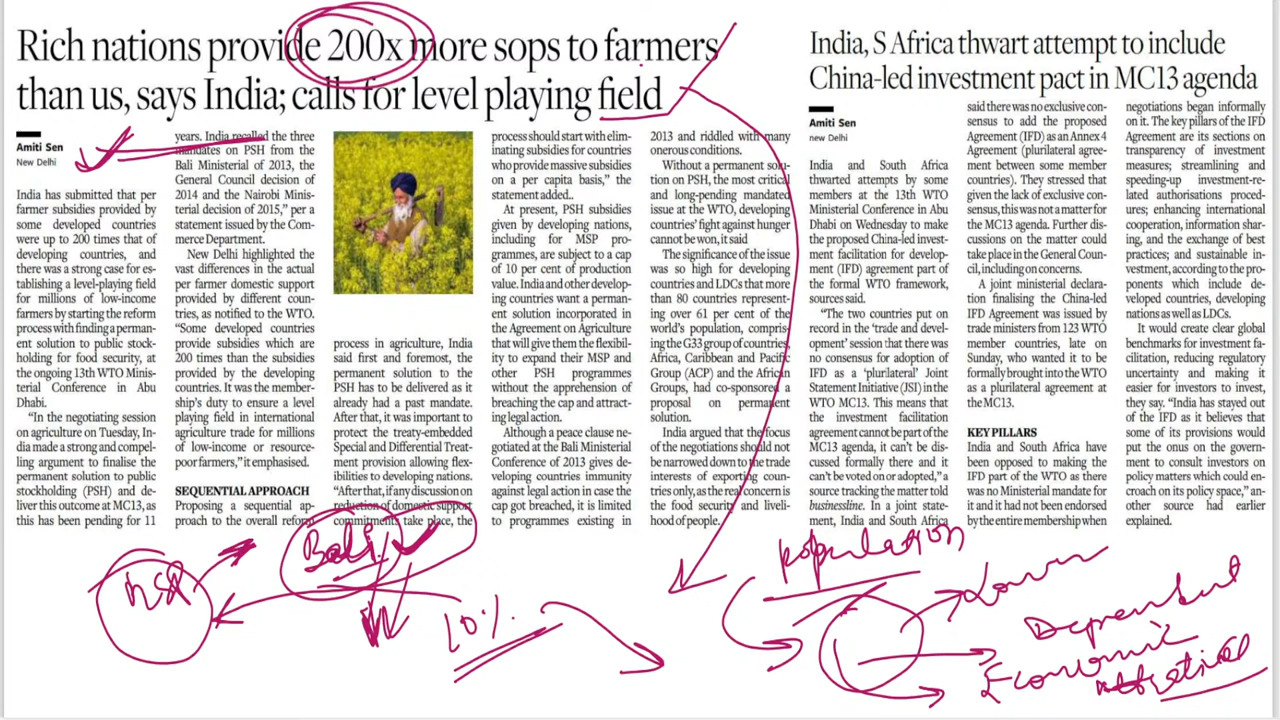 Rich nations provide 200x more sops to farmers
than us, says India; calls for level playing field
Amiti Sen
New Delhi
India has submitted that per
farmer subsidies provided by
some developed countries
were up to 200 times that of
developing countries, and
there was a strong case for es-
tablishing a level-playing field
for millions of low-income
farmers by starting the reform
process with finding a perman-
ent solution to public stock-
holding for food security, at
the ongoing 13th WTO Minis-
terial Conference in Abu
Dhabi.
“In the negotiating session
on agriculture on Tuesday, In-
dia made a strong and compel-
ling argument to finalise the
permanent solution to public
stockholding (PSH) and de-
liver this outcome at MC13, as
this has been pending for 11
years. India recalled the three
mandates on PSH from the
Bali Ministerial of 2013, the
General Council decision of
2014 and the Nairobi Minis-
terial decision of 2015,” per a
statement issued by the Com-
merce Department.
New Delhi highlighted the
vast differences in the actual
per farmer domestic support
provided by different coun-
tries, as notified to the WTO.
“Some developed countries
provide subsidies which are
200 times than the subsidies
provided by the developing
countries. It was the member-
ship’s duty to ensure a level
playing field in international
agriculture trade for millions
of low-income or resource-
poor farmers,” it emphasised.
SEQUENTIAL APPROACH
Proposing a sequential ap-
proach to the overall reform
process in agriculture, India
said first and foremost, the
permanent solution to the
PSH has to be delivered as it
already had a past mandate.
After that, it was important to
protect the treaty-embedded
Special and Differential Treat-
ment provision allowing flex-
ibilities to developing nations.
“After that, if any discussion on
reduction of domestic support
commitments take place, the
process should start with elim-
inating subsidies for countries
who provide massive subsidies
on a per capita basis,” the
statement added..
At present, PSH subsidies
given by developing nations,
including for MSP pro-
grammes, are subject to a cap
of 10 per cent of production
value. India and other develop-
ing countries want a perman-
ent solution incorporated in
the Agreement on Agriculture
that will give them the flexibil-
ity to expand their MSP and
other PSH programmes
without the apprehension of
breaching the cap and attract-
ing legal action.
Although a peace clause ne-
gotiated at the Bali Ministerial
Conference of 2013 gives de-
veloping countries immunity
against legal action in case the
cap got breached, it is limited
to programmes existing in
2013 and riddled with many
onerous conditions.
Without a permanent solu-
tion on PSH, the most critical
and long-pending mandated
issue at the WTO, developing
countries’ fight against hunger
cannot be won, it said
The significance of the issue
was so high for developing
countries and LDCs that more
than 80 countries represent-
ing over 61 per cent of the
world’s population, compris-
ing the G33 group of countries,
Africa, Caribbean and Pacific
Group (ACP) and the African
Groups, had co-sponsored a
proposal on permanent
solution.
India argued that the focus
of the negotiations should not
be narrowed down to the trade
interests of exporting coun-
tries only, as the real concern is
the food security and liveli-
hood of people.
India, S Africa thwart attempt to include
China-led investment pact in MC13 agenda
Amiti Sen
new Delhi
India and South Africa
thwarted attempts by some
members at the 13th WTO
Ministerial Conference in Abu
Dhabi on Wednesday to make
the proposed China-led invest-
ment facilitation for develop-
ment (IFD) agreement part of
the formal WTO framework,
sources said.
“The two countries put on
record in the ‘trade and devel-
opment’ session that there was
no consensus for adoption of
IFD as a ‘plurilateral’ Joint
Statement Initiative (JSI) in the
WTO MC13. This means that
the investment facilitation
agreement cannot be part of the
MC13 agenda, it can’t be dis-
cussed formally there and it
can’t be voted on or adopted,” a
source tracking the matter told
businessline. In a joint state-
ment, India and South Africa
said there was no exclusive con-
sensus to add the proposed
Agreement (IFD) as an Annex 4
Agreement (plurilateral agree-
ment between some member
countries). They stressed that
given the lack of exclusive con-
sensus, this was not a matter for
the MC13 agenda. Further dis-
cussions on the matter could
take place in the General Coun-
cil, including on concerns.
A joint ministerial declara-
tion finalising the China-led
IFD Agreement was issued by
trade ministers from 123 WTO
member countries, late on
Sunday, who wanted it to be
formally brought into the WTO
as a plurilateral agreement at
the MC13.
KEY PILLARS
India and South Africa have
been opposed to making the
IFD part of the WTO as there
was no Ministerial mandate for
it and it had not been endorsed
by the entire membership when
negotiations began informally
on it. The key pillars of the IFD
Agreement are its sections on
transparency of investment
measures; streamlining and
speeding-up investment-re-
lated authorisations proced-
ures; enhancing international
cooperation, information shar-
ing, and the exchange of best
practices; and sustainable in-
vestment, according to the pro-
ponents which include de-
veloped countries, developing
nations as well as LDCs.
It would create clear global
benchmarks for investment fa-
cilitation, reducing regulatory
uncertainty and making it
easier for investors to invest,
they say. “India has stayed out
of the IFD as it believes that
some of its provisions would
put the onus on the govern-
ment to consult investors on
policy matters which could en-
croach on its policy space,” an-
other source had earlier
explained.
Bali
MSP
10%
population
Lower
Dependent
Economic